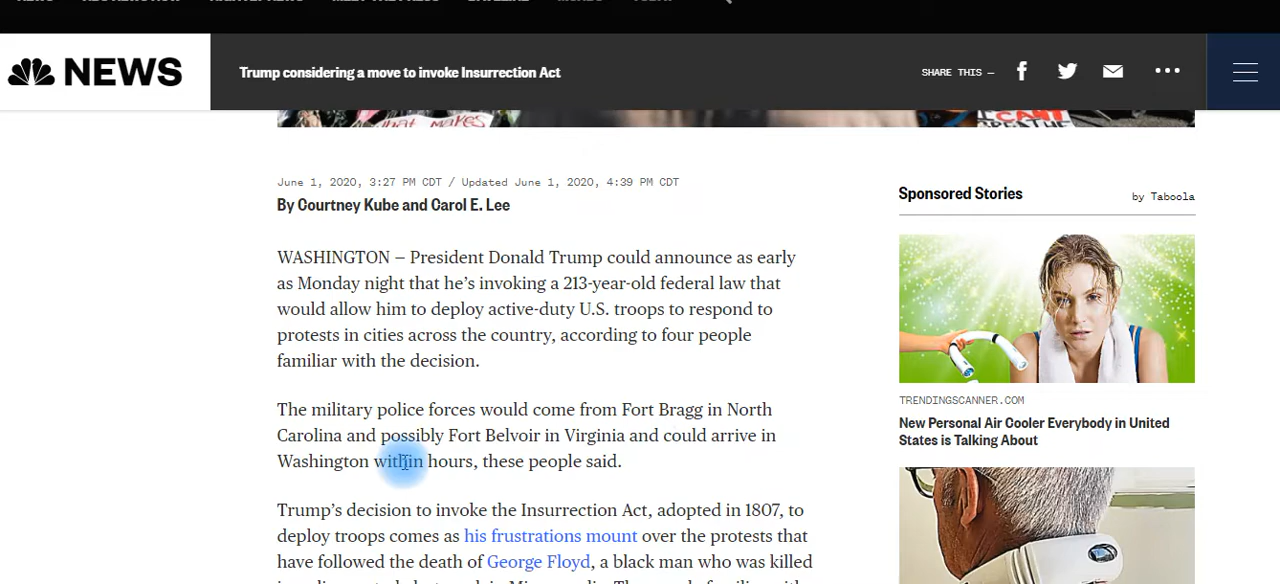 NEWS
Trump considering a move to invoke Insurrection Act
SHARE THIS —
June 1, 2020, 3:27 PM CDT / Updated June 1, 2020, 4:39 PM CDT
By Courtney Kube and Carol E. Lee
WASHINGTON — President Donald Trump could announce as early
as Monday night that he’s invoking a 213-year-old federal law that
would allow him to deploy active-duty U.S. troops to respond to
protests in cities across the country, according to four people
familiar with the decision.
The military police forces would come from Fort Bragg in North
Carolina and possibly Fort Belvoir in Virginia and could arrive in
Washington within hours, these people said.
Trump’s decision to invoke the Insurrection Act, adopted in 1807, to
deploy troops comes as his frustrations mount over the protests that
have followed the death of George Floyd, a black man who was killed
Sponsored Stories
by Taboola
TRENDINGSCANNER.COM
New Personal Air Cooler Everybody in United
States is Talking About